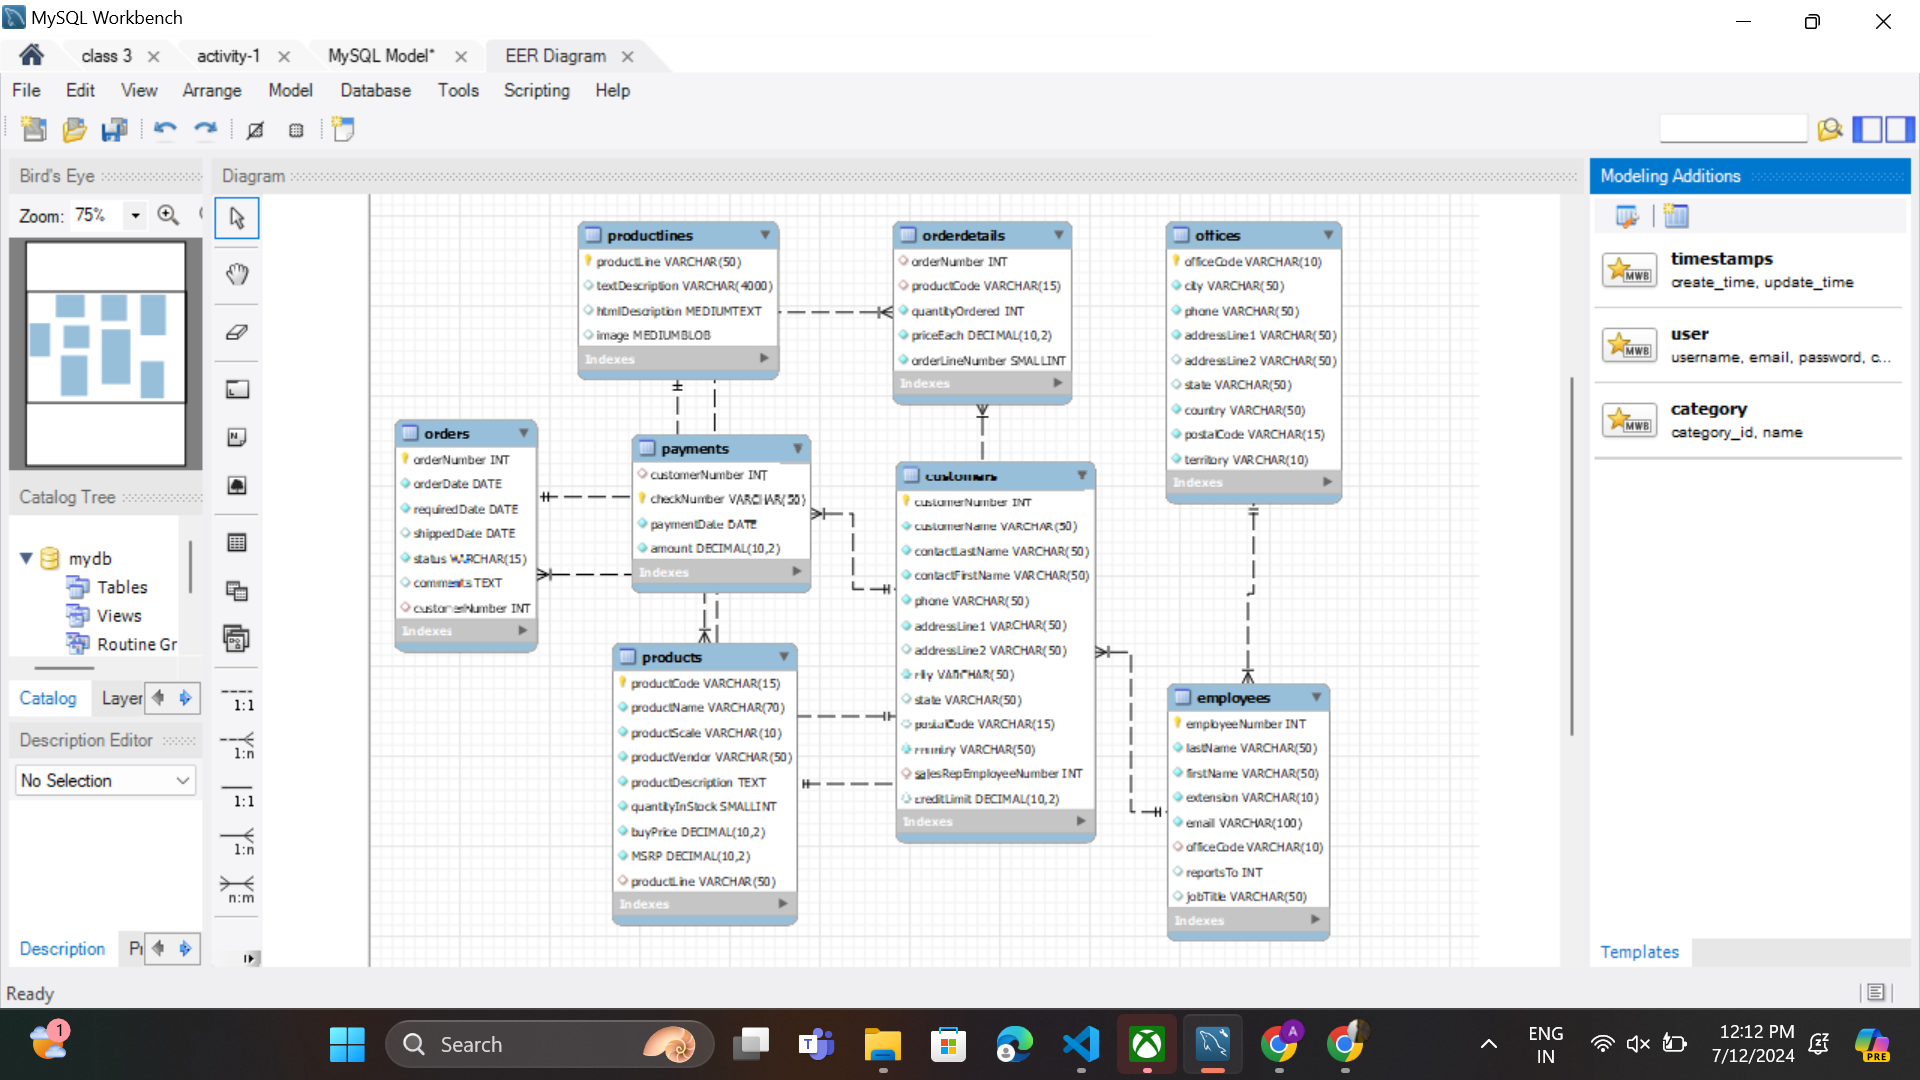 MySQL Workbench
class 3
activity-1
MySQL Model*
EER Diagram
File Edit View Arrange Model Database Tools Scripting Help
Bird's Eye
Zoom: 75%
Catalog Tree
mydb
Tables
Views
Routine Gr
Catalog Layer
Description Editor
No Selection
Description Pr
Diagram
1:1
1:n
1:1
1:n
n:m
productlines
productLine VARCHAR(50)
textDescription VARCHAR(4000)
htmlDescription MEDIUMTEXT
image MEDIUMBLOB
Indexes
orderdetails
orderNumber INT
productCode VARCHAR(15)
quantityOrdered INT
priceEach DECIMAL(10,2)
orderLineNumber SMALLINT
Indexes
offices
officeCode VARCHAR(10)
city VARCHAR(50)
phone VARCHAR(50)
addressLine1 VARCHAR(50)
addressLine2 VARCHAR(50)
state VARCHAR(50)
country VARCHAR(50)
postalCode VARCHAR(15)
territory VARCHAR(10)
Indexes
orders
orderNumber INT
orderDate DATE
requiredDate DATE
shippedDate DATE
status VARCHAR(15)
comments TEXT
customerNumber INT
Indexes
payments
customerNumber INT
checkNumber VARCHAR(50)
paymentDate DATE
amount DECIMAL(10,2)
Indexes
customers
customerNumber INT
customerName VARCHAR(50)
contactLastName VARCHAR(50)
contactFirstName VARCHAR(50)
phone VARCHAR(50)
addressLine1 VARCHAR(50)
addressLine2 VARCHAR(50)
city VARCHAR(50)
state VARCHAR(50)
postalCode VARCHAR(15)
country VARCHAR(50)
salesRepEmployeeNumber INT
creditLimit DECIMAL(10,2)
Indexes
products
productCode VARCHAR(15)
productName VARCHAR(70)
productScale VARCHAR(10)
productVendor VARCHAR(50)
productDescription TEXT
quantityInStock SMALLINT
buyPrice DECIMAL(10,2)
MSRP DECIMAL(10,2)
productLine VARCHAR(50)
Indexes
employees
employeeNumber INT
lastName VARCHAR(50)
firstName VARCHAR(50)
extension VARCHAR(10)
email VARCHAR(100)
officeCode VARCHAR(10)
reportsTo INT
jobTitle VARCHAR(50)
Indexes
Modeling Additions
MWB
timestamps
create_time, update_time
MWB
user
username, email, password, c...
MWB
category
category_id, name
Templates
Ready
1
Search
T
A
ENG
IN
12:12 PM
7/12/2024
PRE